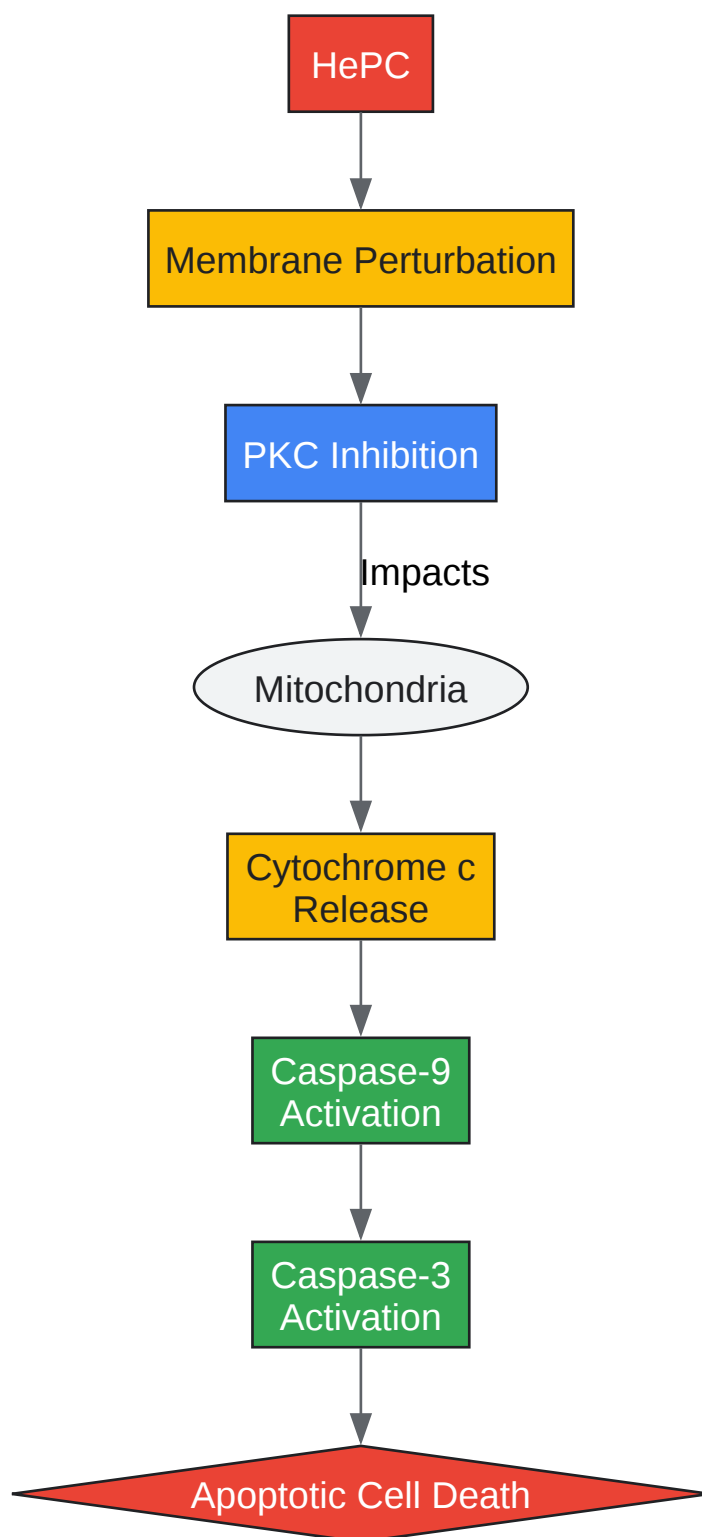 HePC
Membrane Perturbation
PKC Inhibition
Impacts
Mitochondria
Cytochrome c
Release
Caspase-9
Activation
Caspase-3
Activation
Apoptotic Cell Death